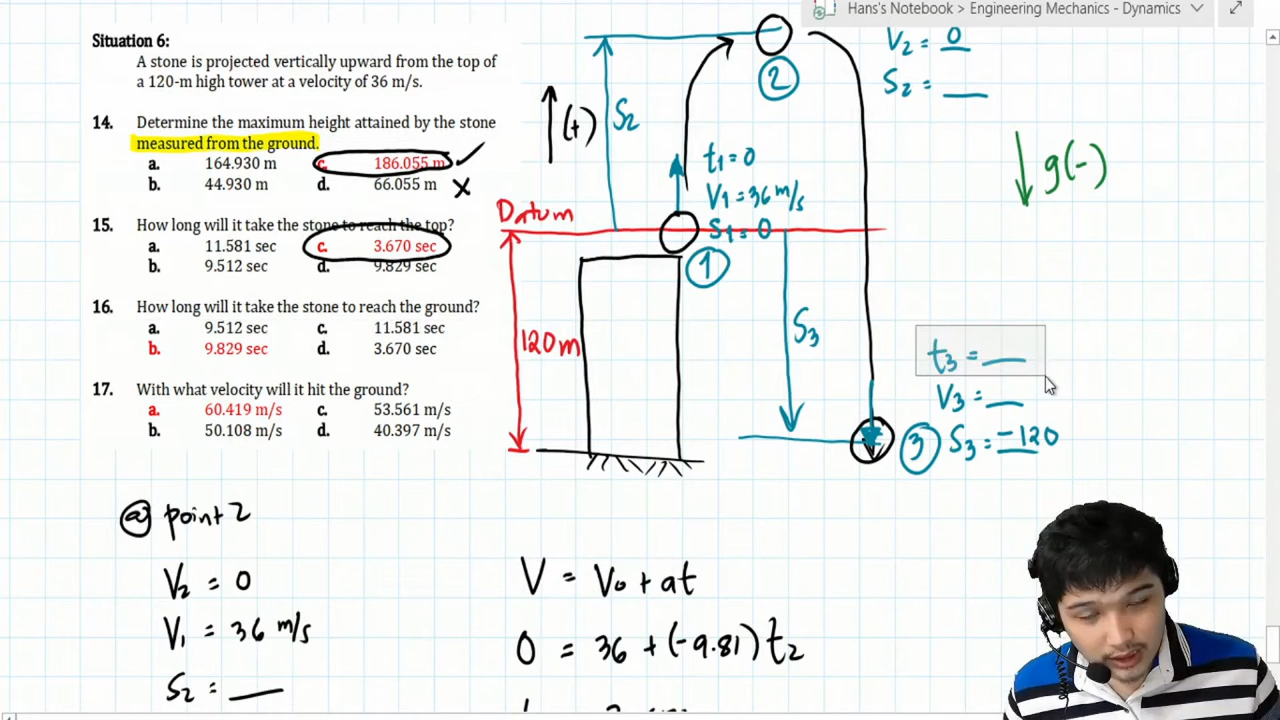 Hans's Notebook > Engineering Mechanics - Dynamics
Situation 6:
A stone is projected vertically upward from the top of
a 120-m high tower at a velocity of 36 m/s.
14. Determine the maximum height attained by the stone
measured from the ground.
a. 164.930 m c. 186.055 m
b. 44.930 m d. 66.055 m
15. How long will it take the stone to reach the top?
a. 11.581 sec c. 3.670 sec
b. 9.512 sec d. 9.829 sec
16. How long will it take the stone to reach the ground?
a. 9.512 sec c. 11.581 sec
b. 9.829 sec d. 3.670 sec
17. With what velocity will it hit the ground?
a. 60.419 m/s c. 53.561 m/s
b. 50.108 m/s d. 40.397 m/s
V2 = 0
S2 = __
2
(+)
S2
g(-)
t1 = 0
V1 = 36 m/s
S1 = 0
Datum
1
120m
S3
t3 = __
V3 = __
3 S3 = -120
@ point 2
V2 = 0
V1 = 36 m/s
S2 = __
V = V0 + at
0 = 36 + (-9.81) t2